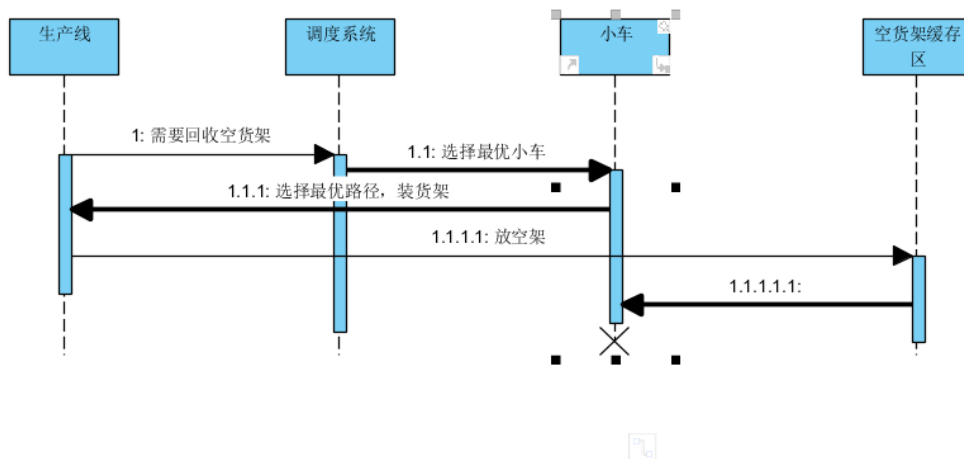 生产线
调度系统
小车
空货架缓存
区
1: 需要回收空货架
1.1: 选择最优小车
1.1.1: 选择最优路径，装货架
1.1.1.1: 放空架
1.1.1.1.1: